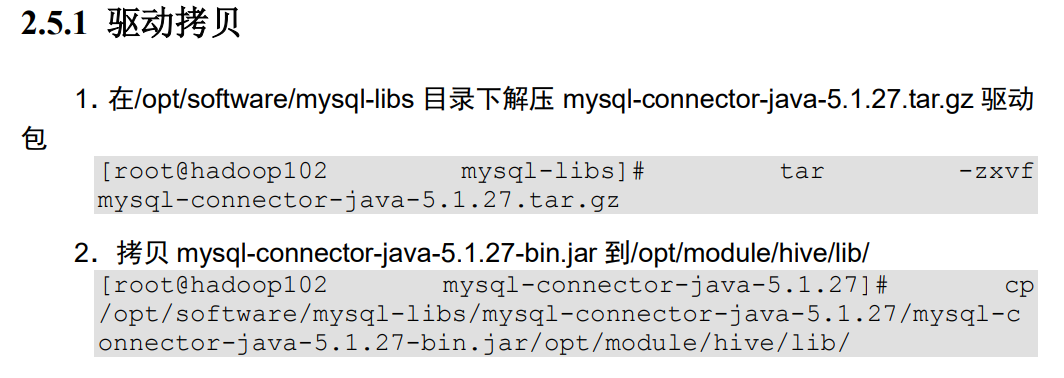 2.5.1 驱动拷贝
1. 在/opt/software/mysql-libs 目录下解压 mysql-connector-java-5.1.27.tar.gz 驱动
包
[root@hadoop102 mysql-libs]# tar -zxvf
mysql-connector-java-5.1.27.tar.gz
2. 拷贝 mysql-connector-java-5.1.27-bin.jar 到/opt/module/hive/lib/
[root@hadoop102 mysql-connector-java-5.1.27]# cp
/opt/software/mysql-libs/mysql-connector-java-5.1.27/mysql-c
onnector-java-5.1.27-bin.jar/opt/module/hive/lib/